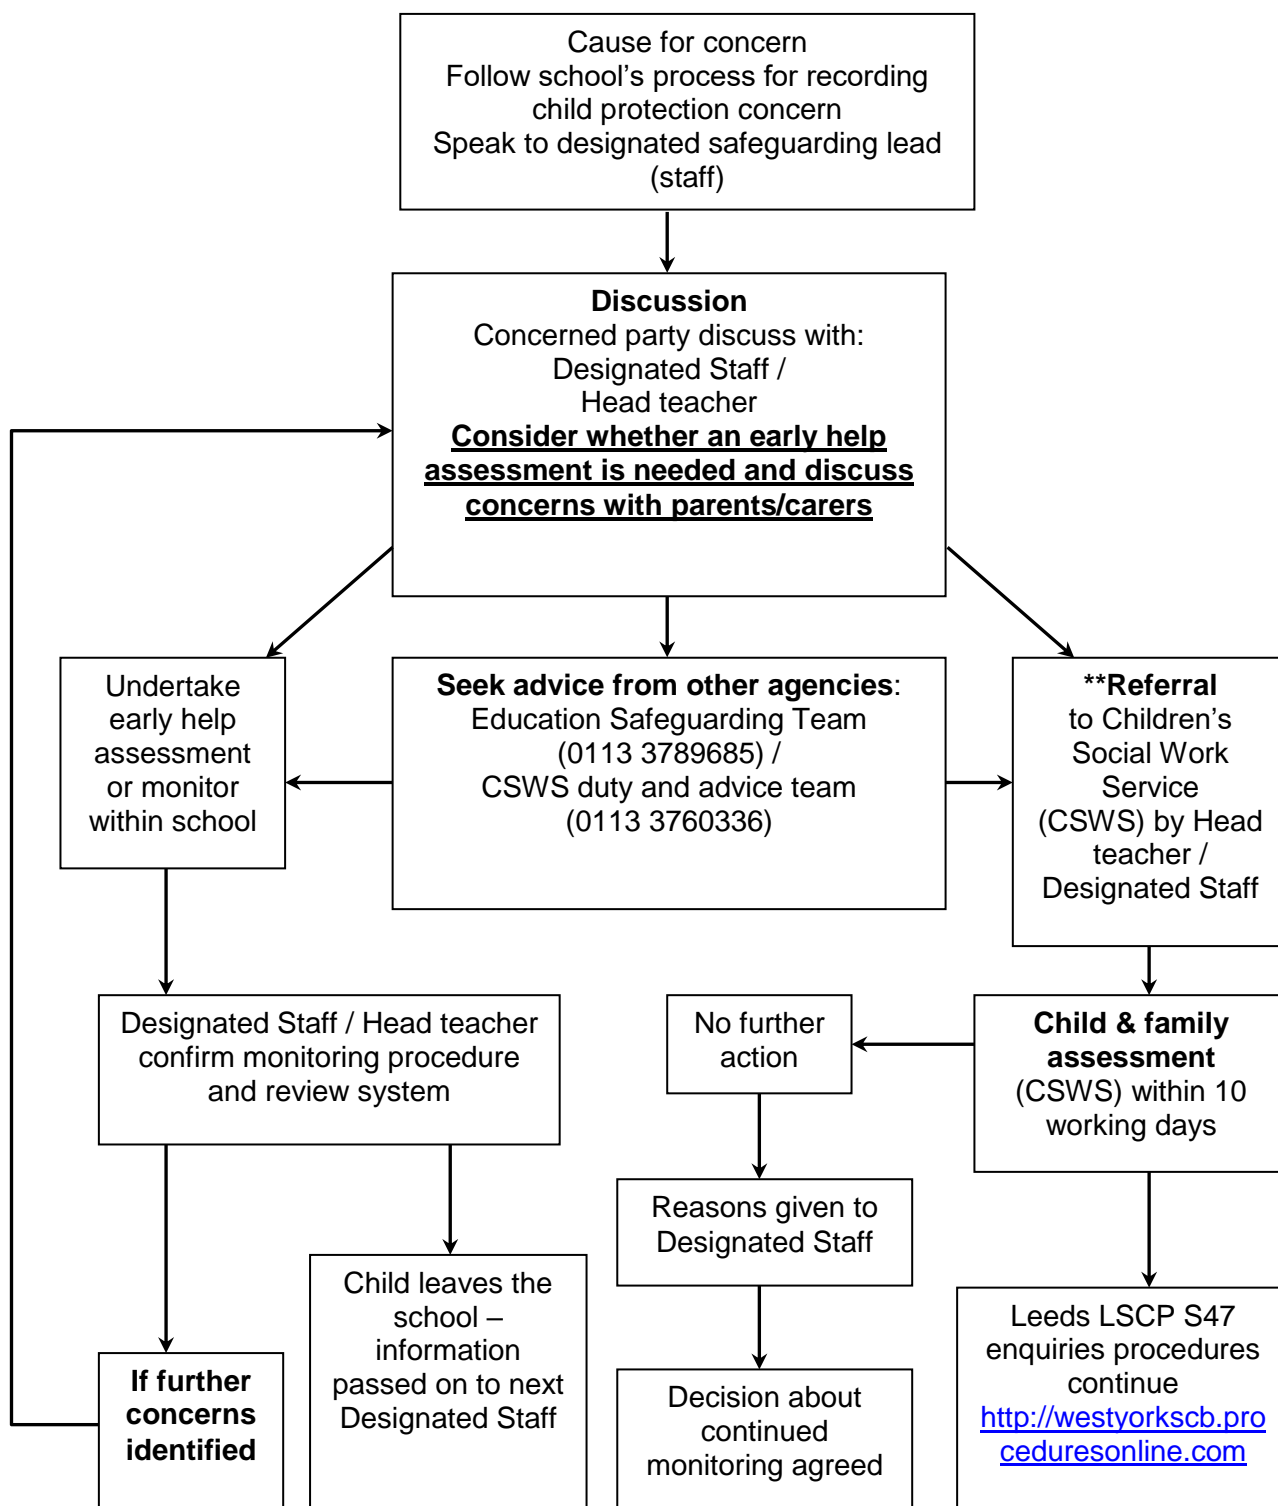 Cause for concern
Follow school’s process for recording
child protection concern
Speak to designated safeguarding lead
(staff)
Discussion
Concerned party discuss with:
Designated Staff /
Head teacher
Consider whether an early help
assessment is needed and discuss
concerns with parents/carers
Undertake
early help
assessment
or monitor
within school
Seek advice from other agencies:
Education Safeguarding Team
(0113 3789685) /
CSWS duty and advice team
(0113 3760336)
**Referral
to Children’s
Social Work
Service
(CSWS) by Head
teacher /
Designated Staff
Designated Staff / Head teacher
confirm monitoring procedure
and review system
No further
action
Child & family
assessment
(CSWS) within 10
working days
Reasons given to
Designated Staff
If further
concerns
identified
Child leaves the
school –
information
passed on to next
Designated Staff
Decision about
continued
monitoring agreed
Leeds LSCP S47
enquiries procedures
continue
http://westyorkscb.pro
ceduresonline.com